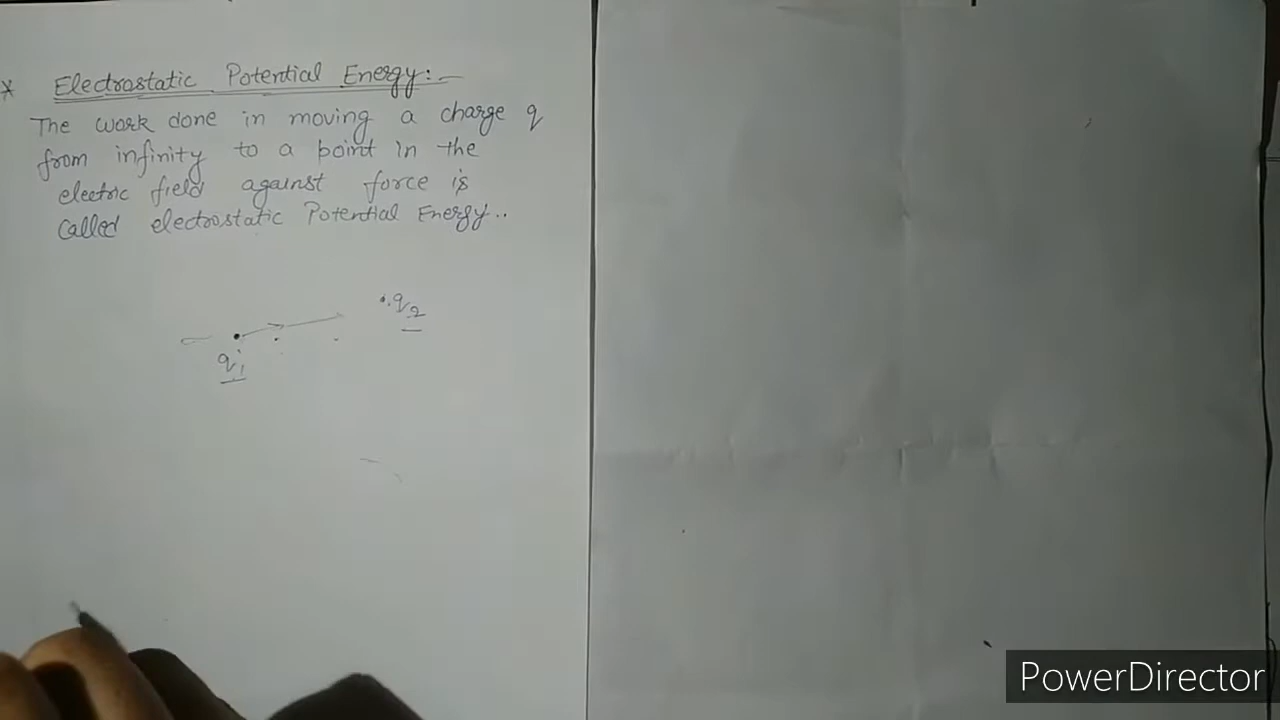 * Electrostatic Potential Energy:-
The work done in moving a charge q
from infinity to a point in the
electric field against force is
called electrostatic Potential Energy..
q2
q1
PowerDirector